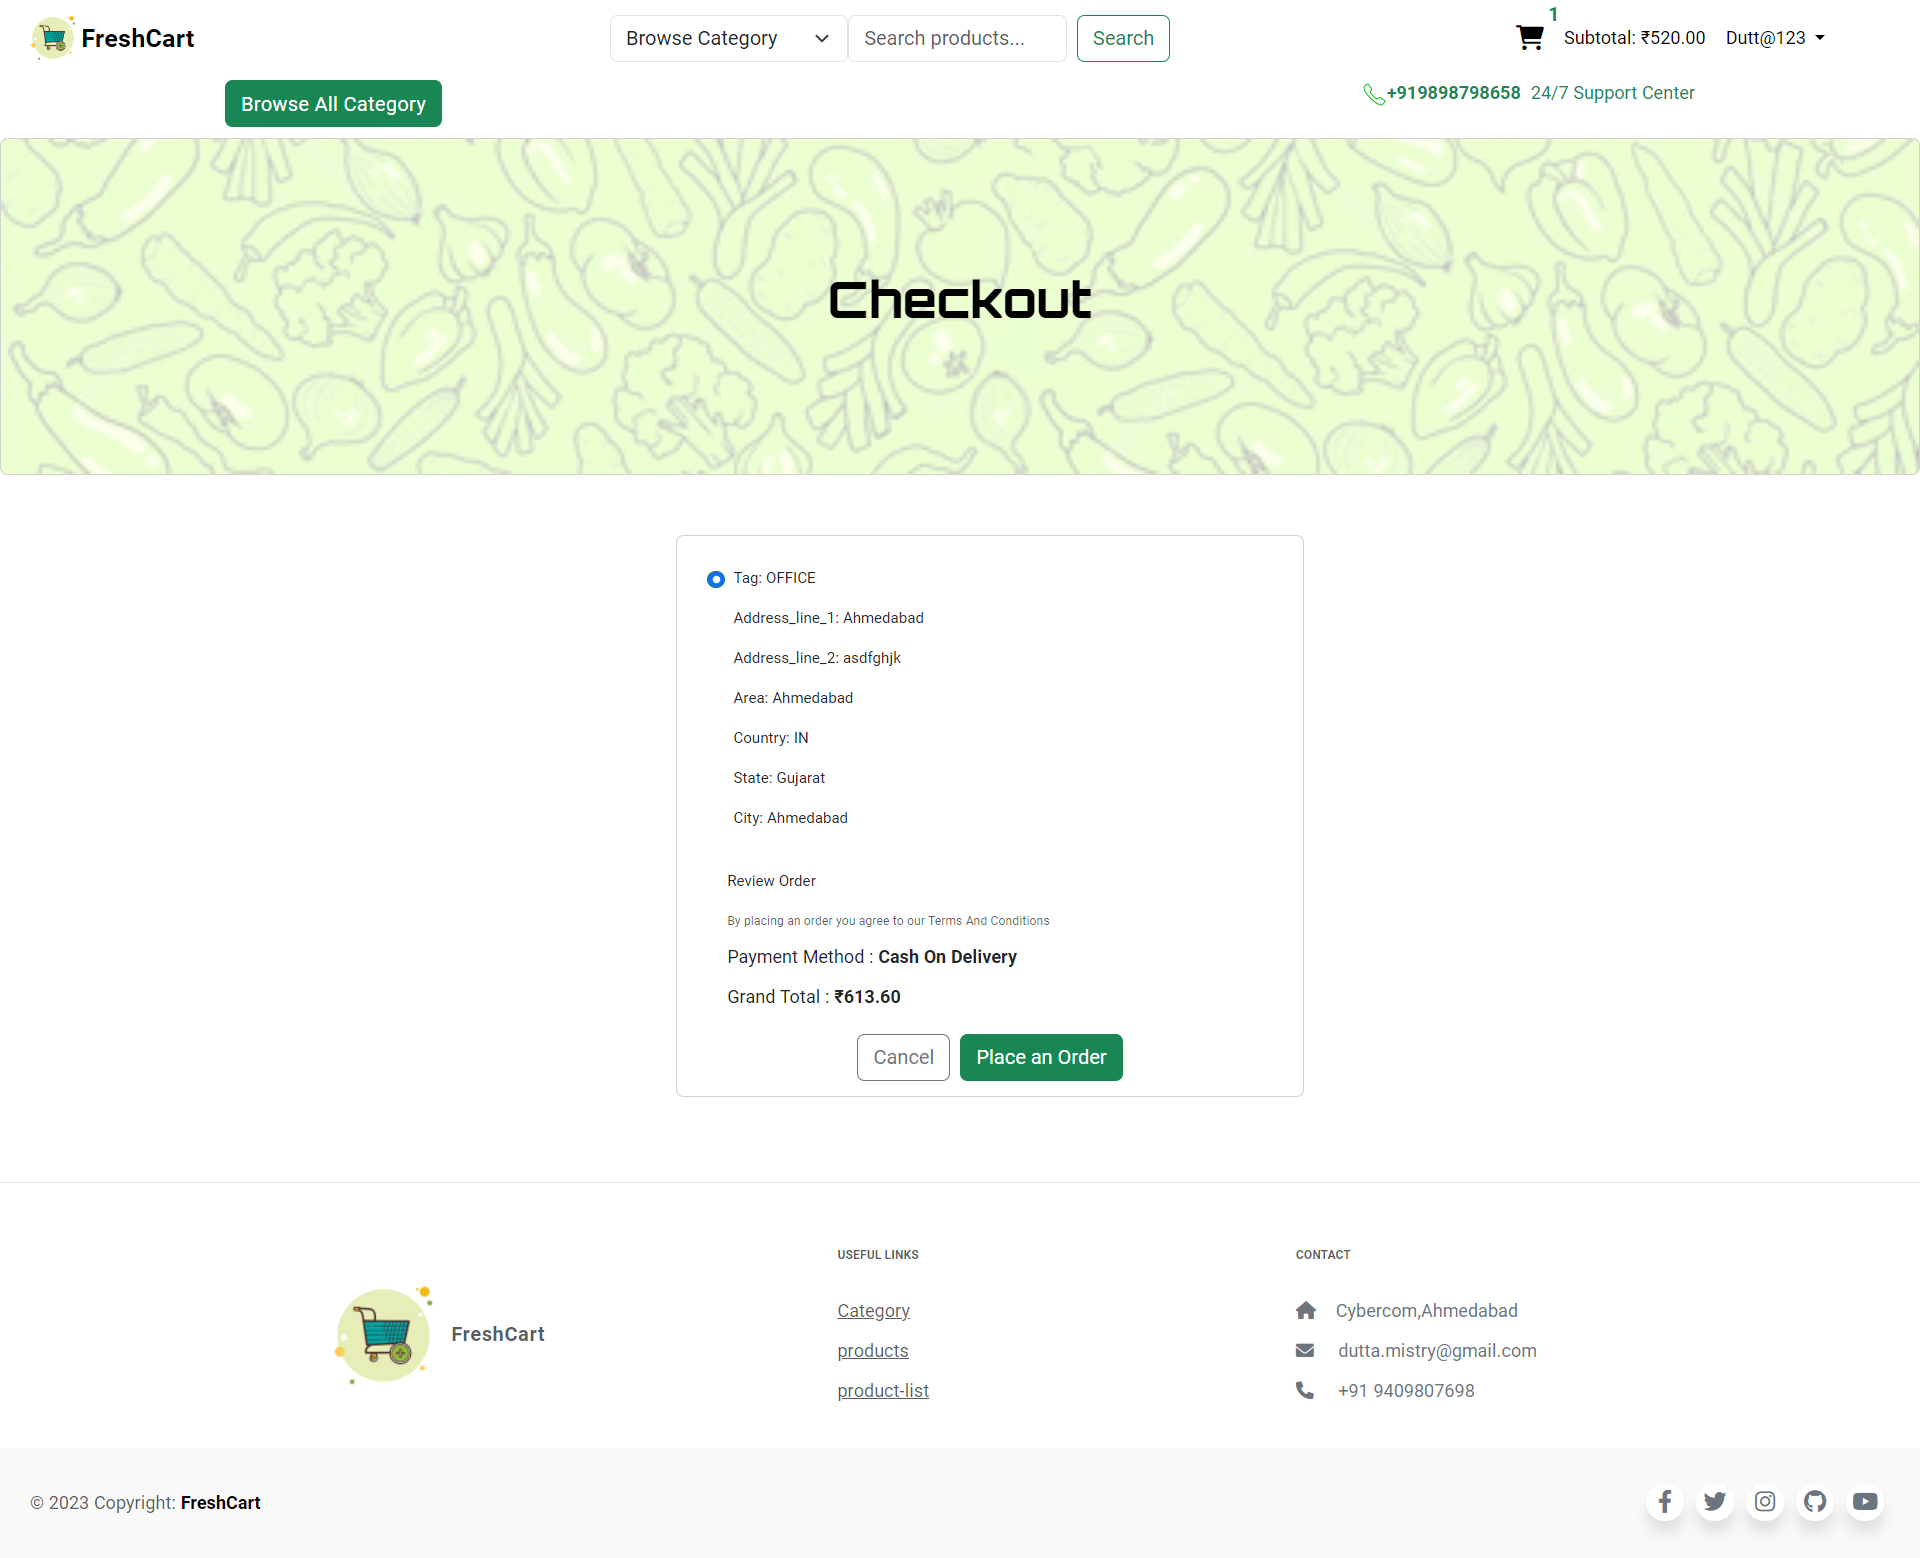 FreshCart
Browse Category
Search products...
Search
1
Subtotal: ₹520.00
Dutt@123
Browse All Category
+919898798658 24/7 Support Center
Checkout
Tag: OFFICE
Address_line_1: Ahmedabad
Address_line_2: asdfghjk
Area: Ahmedabad
Country: IN
State: Gujarat
City: Ahmedabad
Review Order
By placing an order you agree to our Terms And Conditions
Payment Method : Cash On Delivery
Grand Total : ₹613.60
Cancel
Place an Order
FreshCart
USEFUL LINKS
Category
products
product-list
CONTACT
Cybercom,Ahmedabad
dutta.mistry@gmail.com
+91 9409807698
© 2023 Copyright: FreshCart